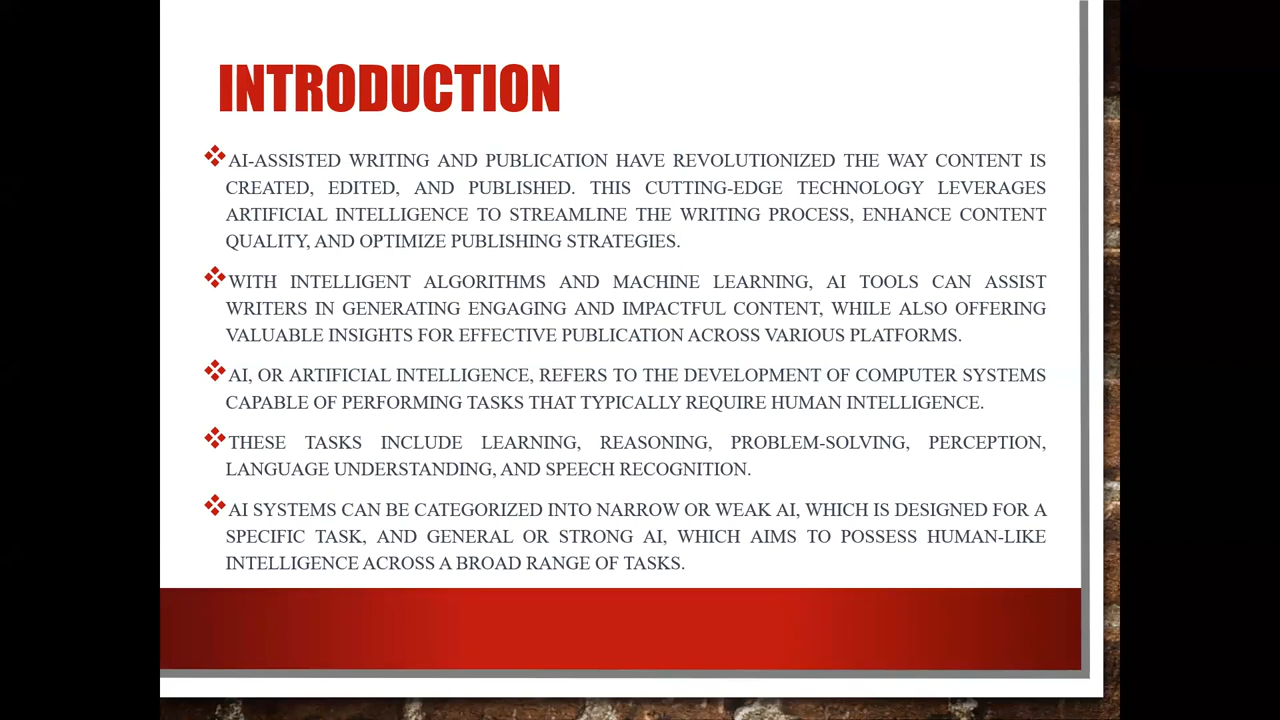 INTRODUCTION
AI-ASSISTED WRITING AND PUBLICATION HAVE REVOLUTIONIZED THE WAY CONTENT IS
CREATED, EDITED, AND PUBLISHED. THIS CUTTING-EDGE TECHNOLOGY LEVERAGES
ARTIFICIAL INTELLIGENCE TO STREAMLINE THE WRITING PROCESS, ENHANCE CONTENT
QUALITY, AND OPTIMIZE PUBLISHING STRATEGIES.
WITH INTELLIGENT ALGORITHMS AND MACHINE LEARNING, AI TOOLS CAN ASSIST
WRITERS IN GENERATING ENGAGING AND IMPACTFUL CONTENT, WHILE ALSO OFFERING
VALUABLE INSIGHTS FOR EFFECTIVE PUBLICATION ACROSS VARIOUS PLATFORMS.
AI, OR ARTIFICIAL INTELLIGENCE, REFERS TO THE DEVELOPMENT OF COMPUTER SYSTEMS
CAPABLE OF PERFORMING TASKS THAT TYPICALLY REQUIRE HUMAN INTELLIGENCE.
THESE TASKS INCLUDE LEARNING, REASONING, PROBLEM-SOLVING, PERCEPTION,
LANGUAGE UNDERSTANDING, AND SPEECH RECOGNITION.
AI SYSTEMS CAN BE CATEGORIZED INTO NARROW OR WEAK AI, WHICH IS DESIGNED FOR A
SPECIFIC TASK, AND GENERAL OR STRONG AI, WHICH AIMS TO POSSESS HUMAN-LIKE
INTELLIGENCE ACROSS A BROAD RANGE OF TASKS.